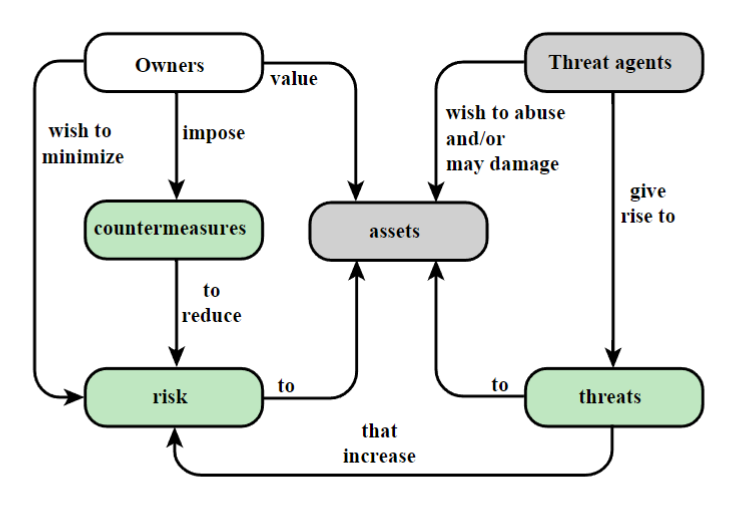 Owners
value
Threat agents
wish to
minimize
impose
wish to abuse
and/or
may damage
countermeasures
assets
give
rise to
to
reduce
risk
to
to
threats
that
increase